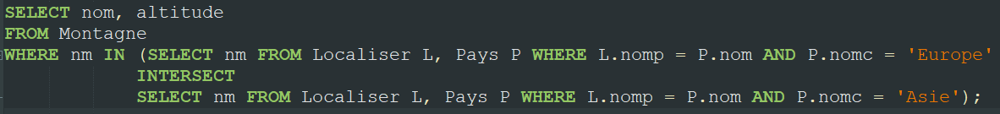 SELECT nom, altitude
FROM Montagne
WHERE nm IN (SELECT nm FROM Localiser L, Pays P WHERE L.nomp = P.nom AND P.nomc = 'Europe'
INTERSECT
SELECT nm FROM Localiser L, Pays P WHERE L.nomp = P.nom AND P.nomc = 'Asie');